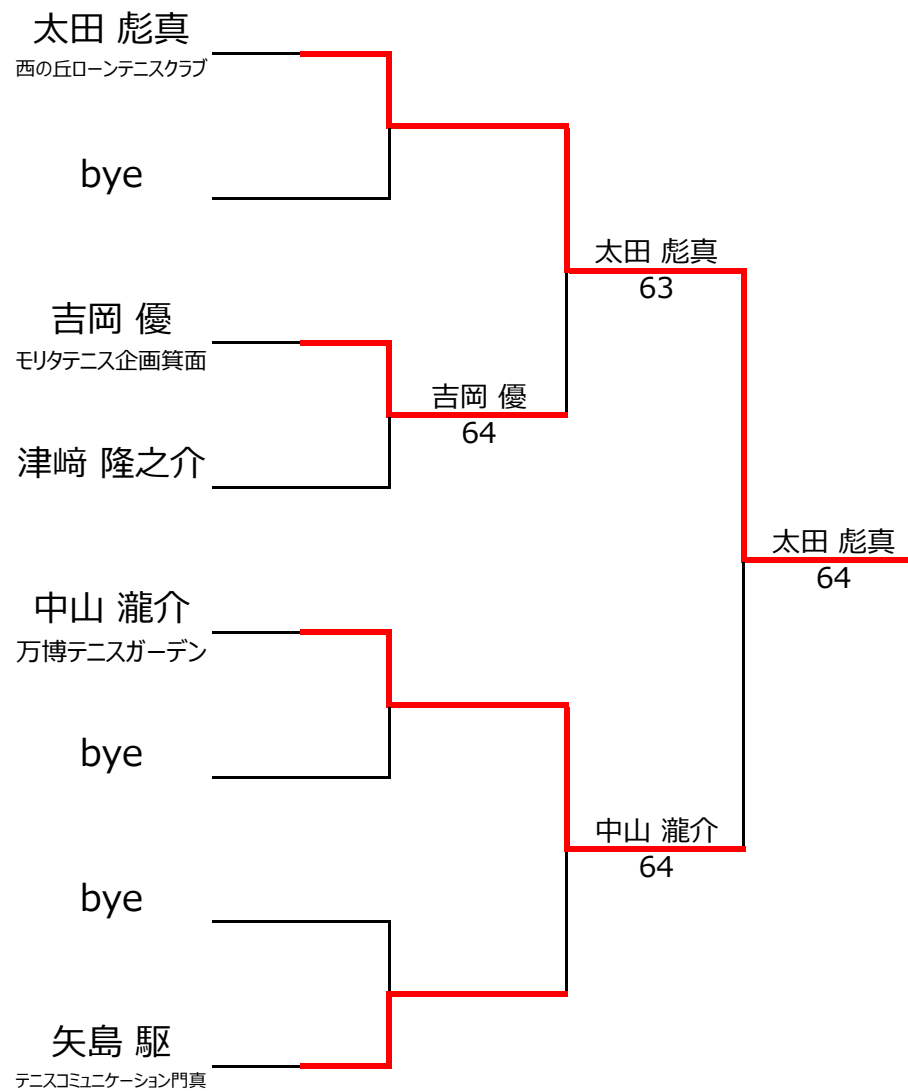 太田 彪真
西の丘ローンテニスクラブ
bye
吉岡 優
モリタテニス企画箕面
津﨑 隆之介
中山 瀧介
万博テニスガーデン
bye
bye
矢島 駆
テニスコミュニケーション門真
吉岡 優
64
太田 彪真
63
中山 瀧介
64
太田 彪真
64